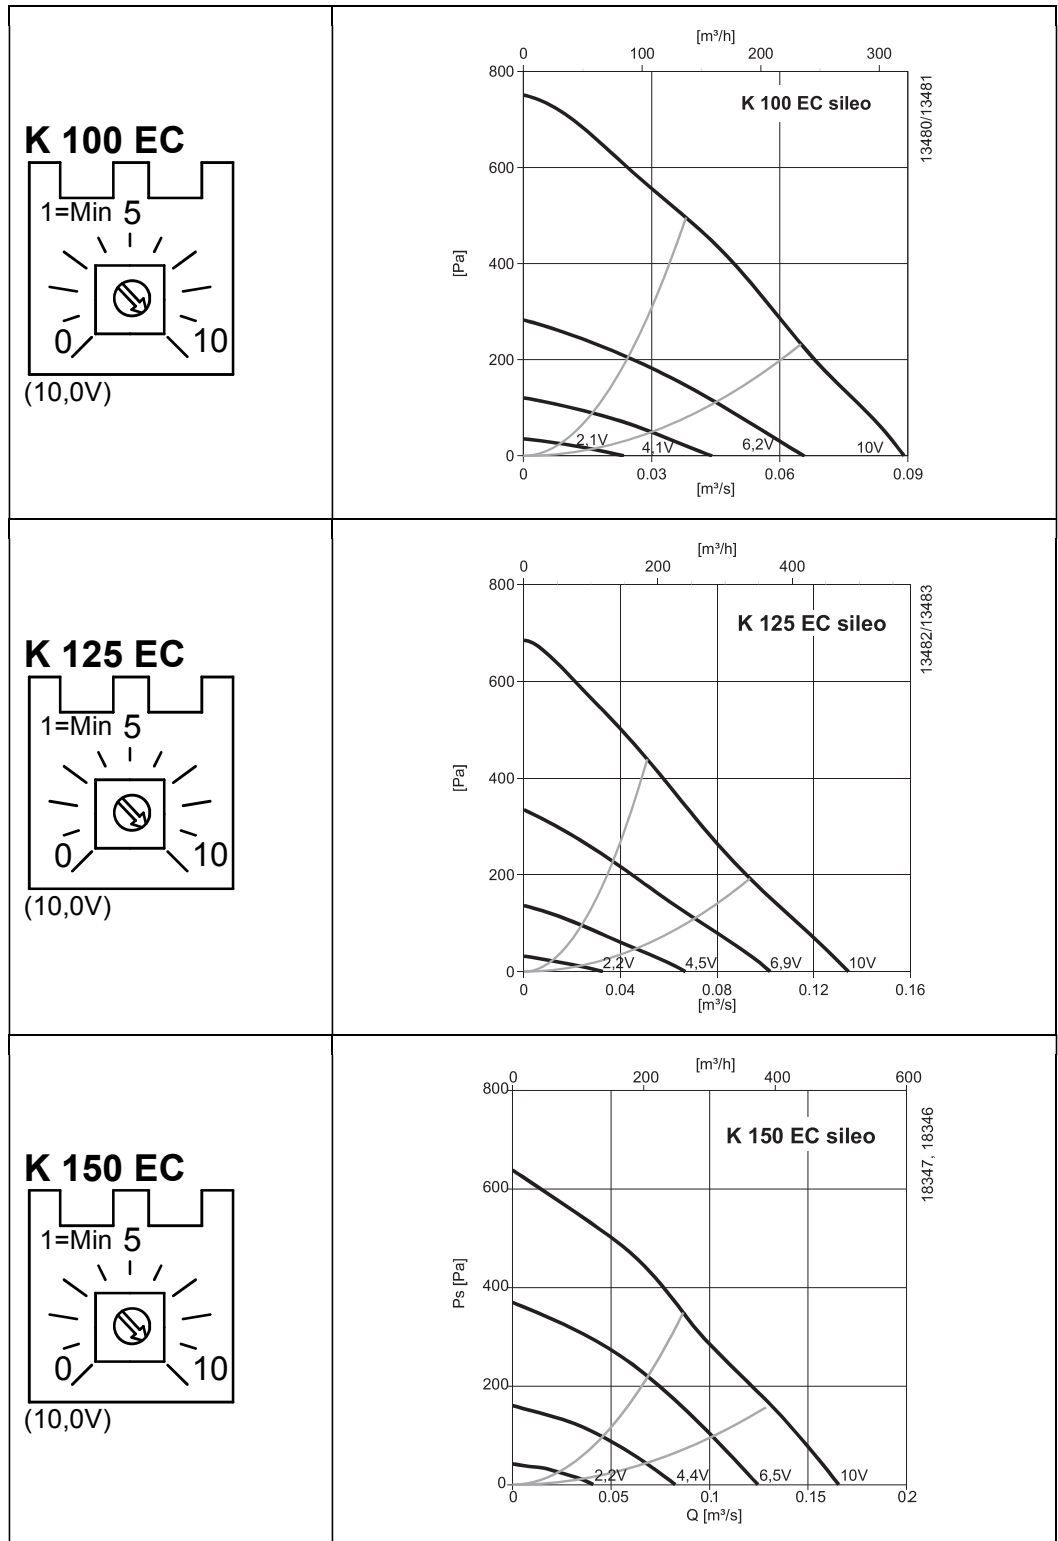 K 100 EC
1=Min 5
0 10
(10,0V)
[m³/h]
0 100 200 300
800
600
400
200
0
[Pa]
K 100 EC sileo
13480/13481
2,1V 4,1V 6,2V 10V
0 0.03 0.06 0.09
[m³/s]
K 125 EC
1=Min 5
0 10
(10,0V)
[m³/h]
0 200 400
800
600
400
200
0
[Pa]
K 125 EC sileo
13482/13483
2,2V 4,5V 6,9V 10V
0 0.04 0.08 0.12 0.16
[m³/s]
K 150 EC
1=Min 5
0 10
(10,0V)
[m³/h]
0 200 400 600
800
600
400
200
0
Ps [Pa]
K 150 EC sileo
18347, 18346
2,2V 4,4V 6,5V 10V
0 0.05 0.1 0.15 0.2
Q [m³/s]